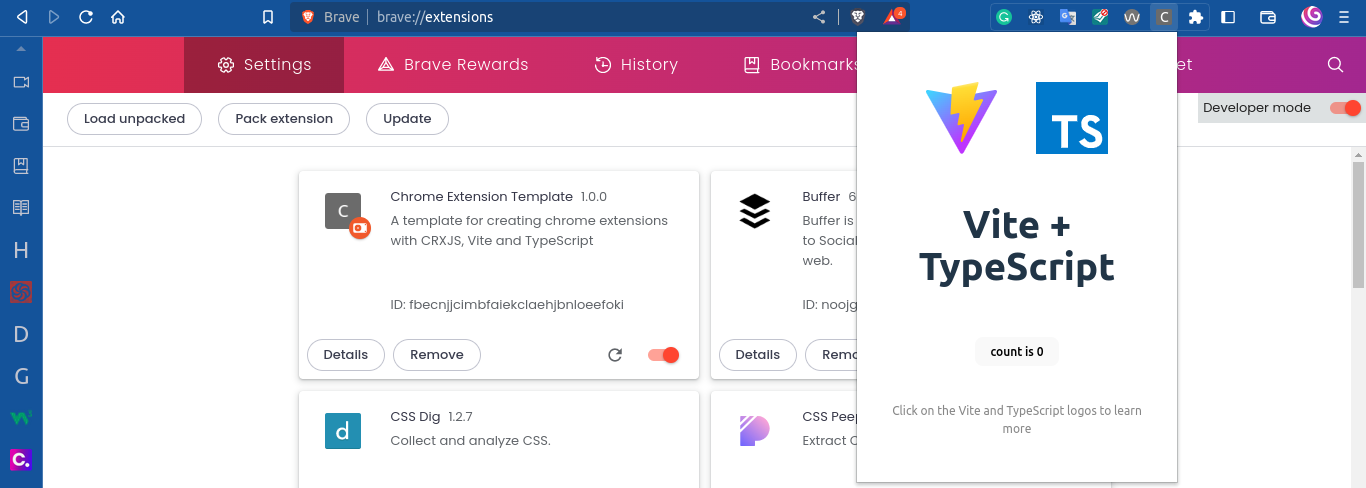 Brave brave://extensions
4
C
Settings
Brave Rewards
History
Bookmarks
et
Load unpacked
Pack extension
Update
Developer mode
C
Chrome Extension Template 1.0.0
A template for creating chrome extensions
with CRXJS, Vite and TypeScript
ID: fbecnjjcimbfaiekclaehjbnloeefoki
Details
Remove
Buffer 6
Buffer is
to Social
web.
ID: noojg
Details
Remo
d
CSS Dig 1.2.7
Collect and analyze CSS.
CSS Peep
Extract C
TS
Vite +
TypeScript
count is 0
Click on the Vite and TypeScript logos to learn
more
H
D
G
W3
C.